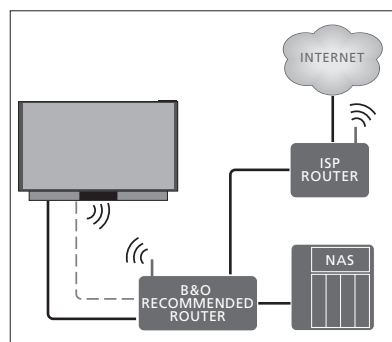 INTERNET
ISP
ROUTER
NAS
B&O
RECOMMENDED
ROUTER